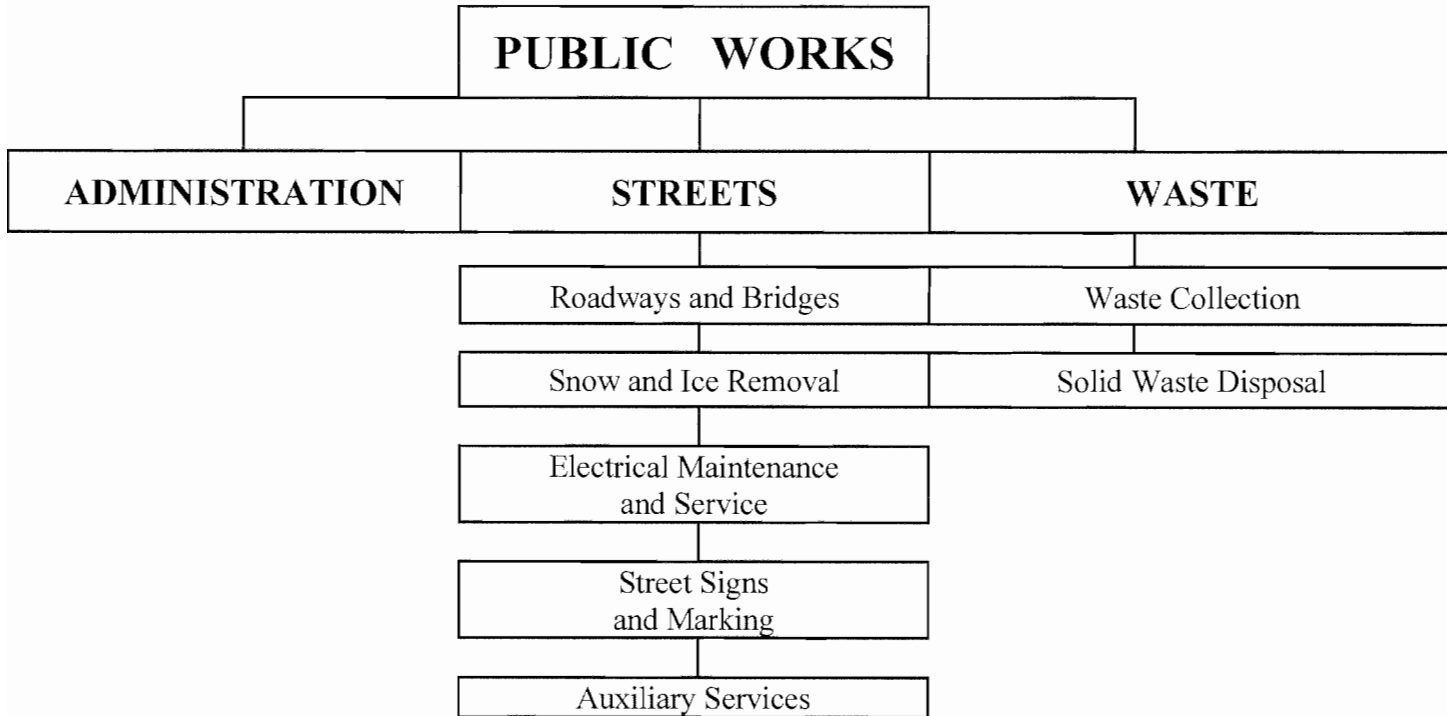 PUBLIC WORKS
ADMINISTRATION
STREETS
WASTE
Roadways and Bridges
Waste Collection
Snow and Ice Removal
Solid Waste Disposal
Electrical Maintenance
and Service
Street Signs
and Marking
Auxiliary Services